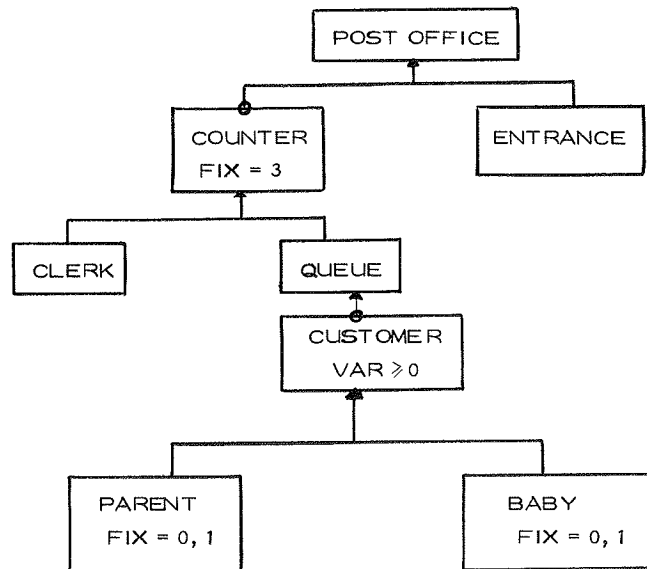 POST OFFICE
COUNTER
FIX = 3
ENTRANCE
CLERK
QUEUE
CUSTOMER
VAR ⩾ 0
PARENT
FIX = 0, 1
BABY
FIX = 0, 1